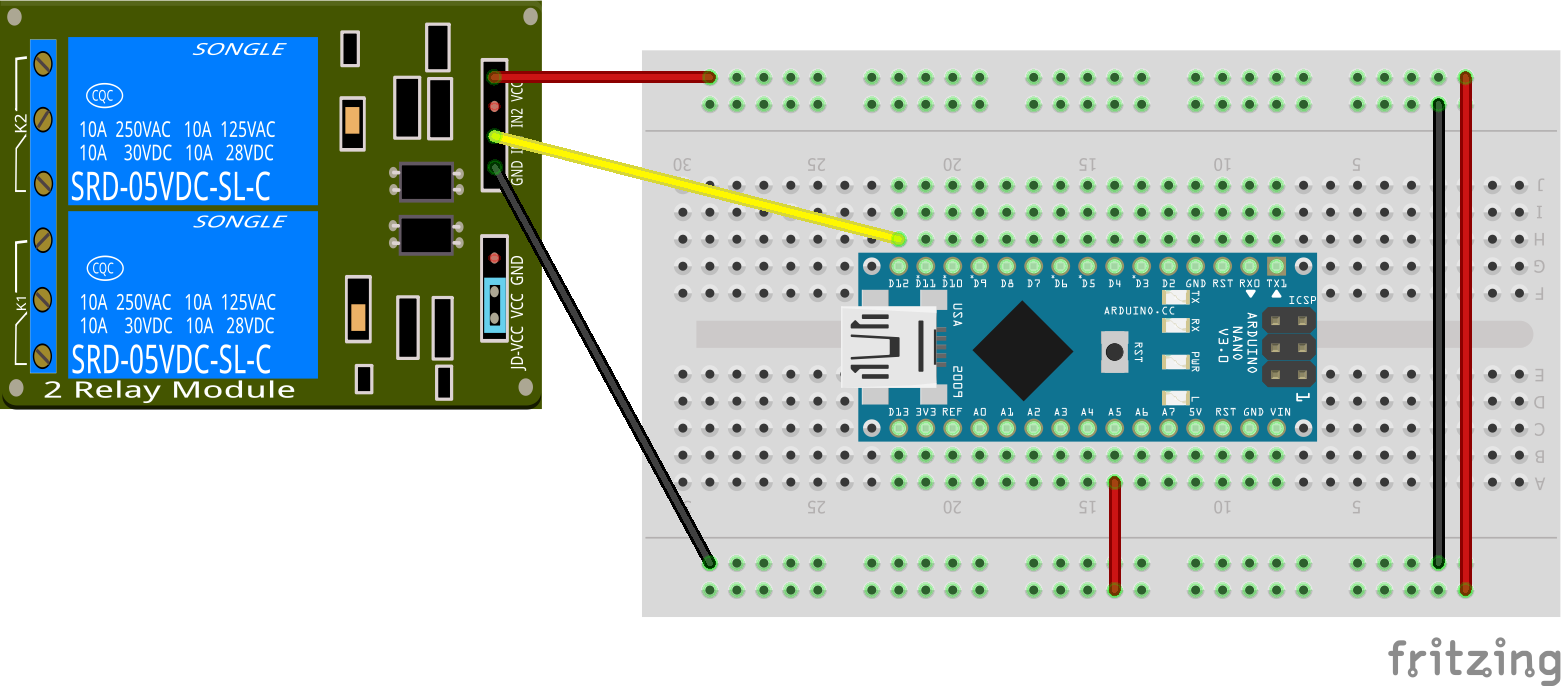 SONGLE
CQC
10A 250VAC 10A 125VAC
10A 30VDC 10A 28VDC
SRD-05VDC-SL-C
SONGLE
CQC
10A 250VAC 10A 125VAC
10A 30VDC 10A 28VDC
SRD-05VDC-SL-C
2 Relay Module
K2
K1
GND IN2 VCC
JD-VCC VCC GND
30 25 20 15 10 5
J
I
H
G
F
D12 D11 D10 D9 D8 D7 D6 D5 D4 D3 D2 GND RST RX0 TX1
USA
2009
ARDUINO.CC
RST
TX
RX
PWR
L
ARDUINO
NANO
V3.0
ICSP
1
D13 3V3 REF A0 A1 A2 A3 A4 A5 A6 A7 5V RST GND VIN
E
D
C
B
A
25 20 15 10 5
fritzing